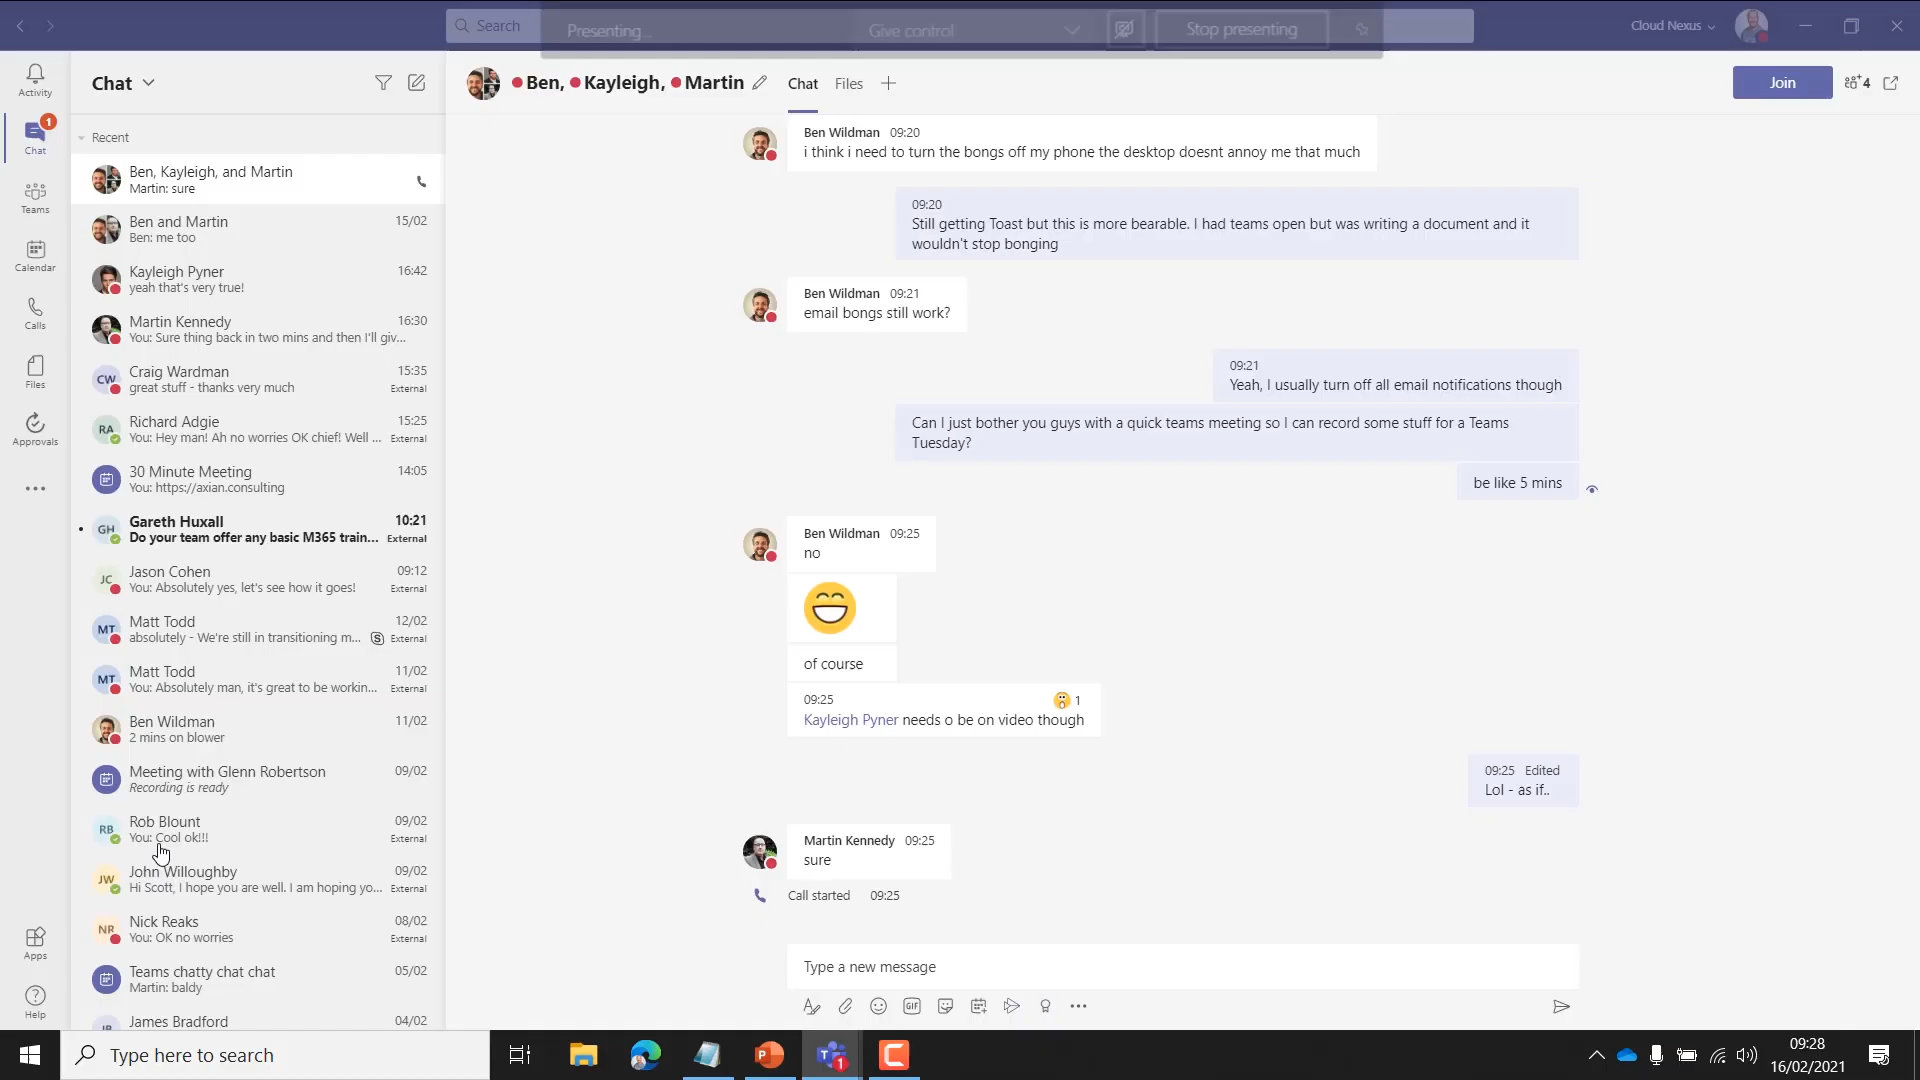 Search
Presenting...
Give control
Stop presenting
Cloud Nexus
Activity
1
Chat
Teams
Calendar
Calls
Files
Approvals
Apps
Help
Chat
Recent
Ben, Kayleigh, and Martin
Martin: sure
Ben and Martin 15/02
Ben: me too
Kayleigh Pyner 16:42
yeah that's very true!
Martin Kennedy 16:30
You: Sure thing back in two mins and then I'll giv...
CW
Craig Wardman 15:35
great stuff - thanks very much External
RA
Richard Adgie 15:25
You: Hey man! Ah no worries OK chief! Well ... External
30 Minute Meeting 14:05
You: https://axian.consulting
GH
Gareth Huxall 10:21
Do your team offer any basic M365 train... External
JC
Jason Cohen 09:12
You: Absolutely yes, let's see how it goes! External
MT
Matt Todd 12/02
absolutely - We're still in transitioning m... External
MT
Matt Todd 11/02
You: Absolutely man, it's great to be workin... External
Ben Wildman 11/02
2 mins on blower
Meeting with Glenn Robertson 09/02
Recording is ready
RB
Rob Blount 09/02
You: Cool ok!!! External
JW
John Willoughby 09/02
Hi Scott, I hope you are well. I am hoping yo... External
NR
Nick Reaks 08/02
You: OK no worries External
Teams chatty chat chat 05/02
Martin: baldy
JB
James Bradford 04/02
Ben, Kayleigh, Martin
Chat
Files
Join
4
Ben Wildman 09:20
i think i need to turn the bongs off my phone the desktop doesnt annoy me that much
09:20
Still getting Toast but this is more bearable. I had teams open but was writing a document and it
wouldn't stop bonging
Ben Wildman 09:21
email bongs still work?
09:21
Yeah, I usually turn off all email notifications though
Can I just bother you guys with a quick teams meeting so I can record some stuff for a Teams
Tuesday?
be like 5 mins
Ben Wildman 09:25
no
of course
09:25 1
Kayleigh Pyner needs o be on video though
09:25 Edited
Lol - as if..
Martin Kennedy 09:25
sure
Call started 09:25
Type a new message
GIF
Type here to search
1
09:28
16/02/2021